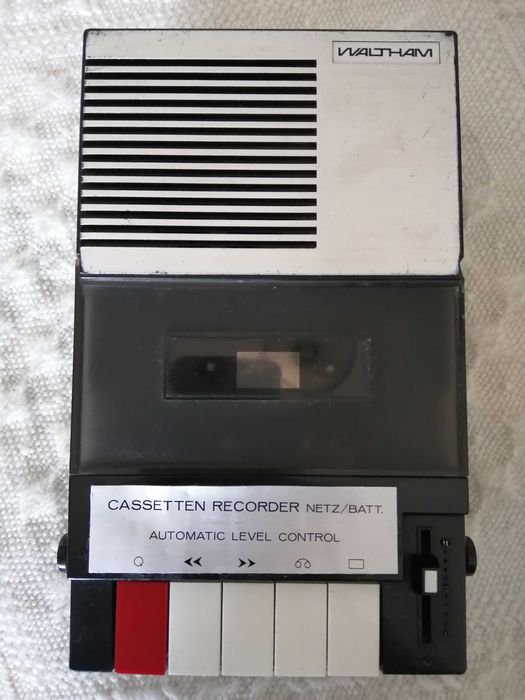 WALTHAM
CASSETTEN RECORDER NETZ/BATT.
AUTOMATIC LEVEL CONTROL